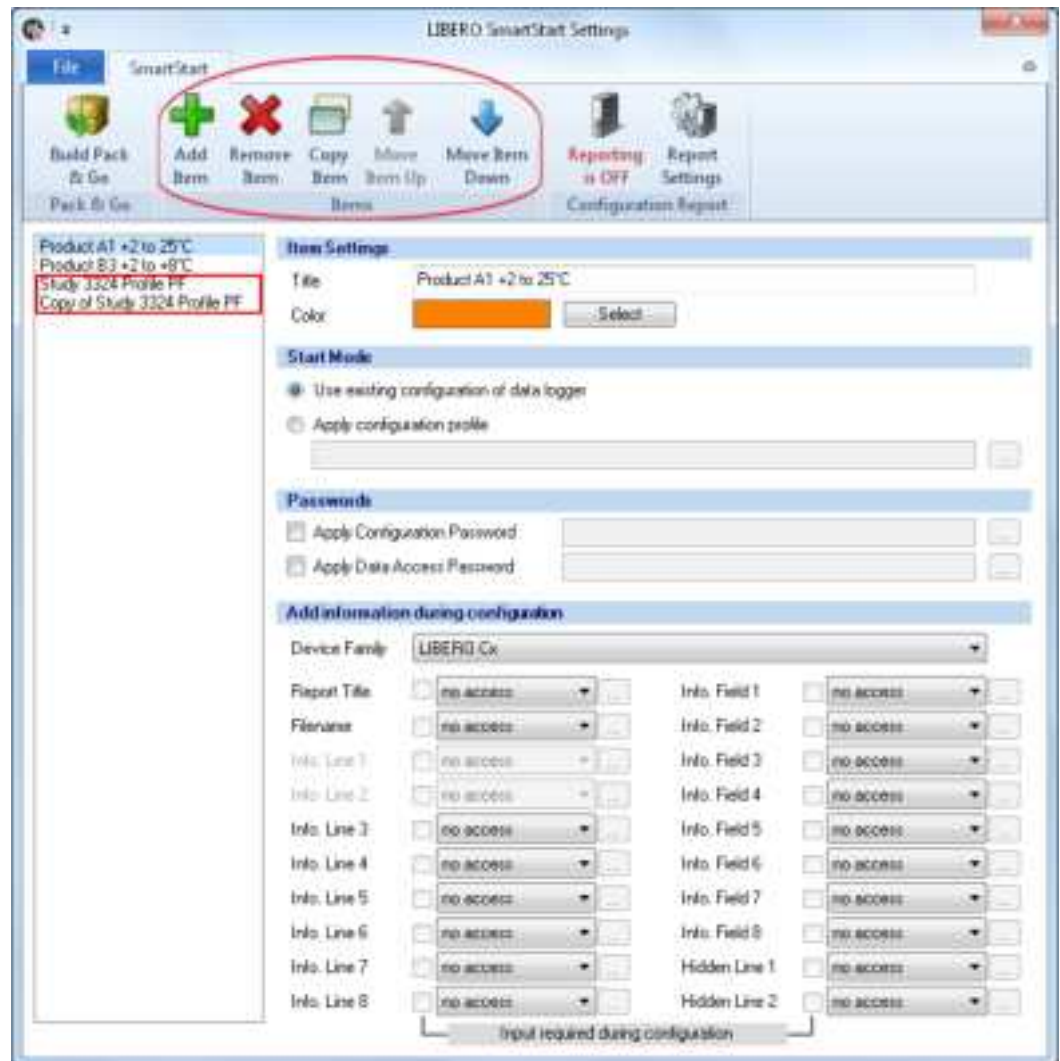 LIBERO SmartStart Settings
File SmartStart
Build Pack & Go
Add Item
Remove Item
Copy Item
Move Item Up
Move Item Down
Reporting is OFF
Report Settings
Pack & Go
Items
Configuration Report
Product A1 +2 to 25°C
Product B3 +2 to +8°C
Study 3324 Profile PF
Copy of Study 3324 Profile PF
Item Settings
Title Product A1 +2 to 25°C
Color Select
Start Mode
Use existing configuration of data logger
Apply configuration profile
...
Passwords
Apply Configuration Password ...
Apply Data Access Password ...
Add information during configuration
Device Family LIBERO Cx
Report Title no access ... Info. Field 1 no access ...
Filename no access ... Info. Field 2 no access ...
Info. Line 1 no access ... Info. Field 3 no access ...
Info. Line 2 no access ... Info. Field 4 no access ...
Info. Line 3 no access ... Info. Field 5 no access ...
Info. Line 4 no access ... Info. Field 6 no access ...
Info. Line 5 no access ... Info. Field 7 no access ...
Info. Line 6 no access ... Info. Field 8 no access ...
Info. Line 7 no access ... Hidden Line 1 no access ...
Info. Line 8 no access ... Hidden Line 2 no access ...
Input required during configuration